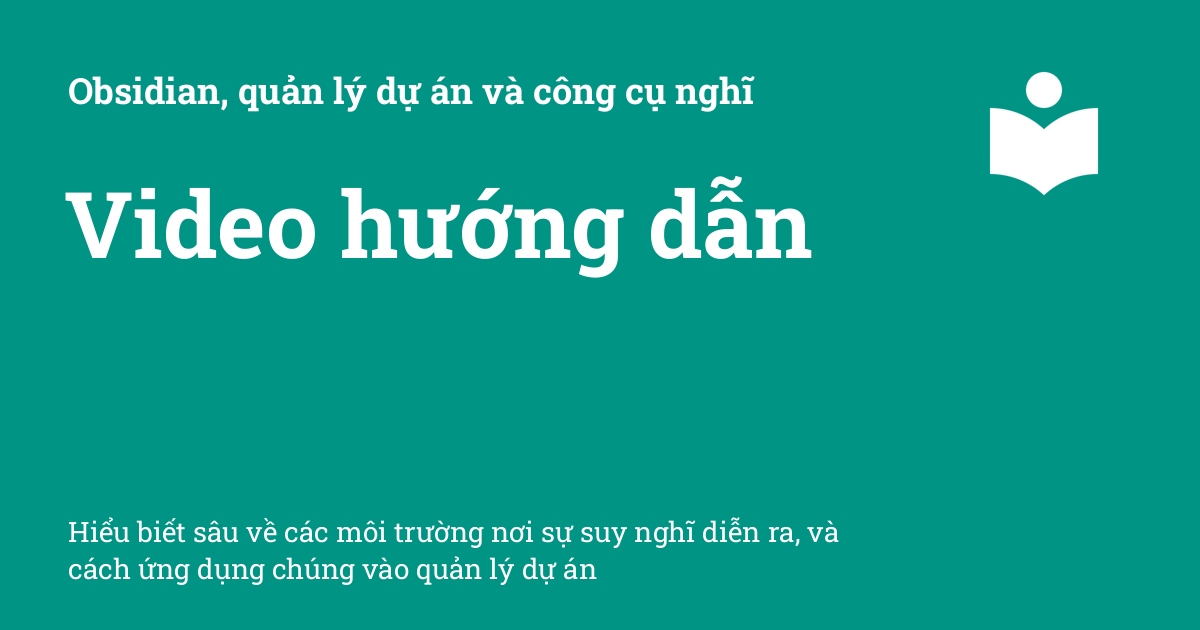 Obsidian, quản lý dự án và công cụ nghĩ
Video hướng dẫn
Hiểu biết sâu về các môi trường nơi sự suy nghĩ diễn ra, và
cách ứng dụng chúng vào quản lý dự án